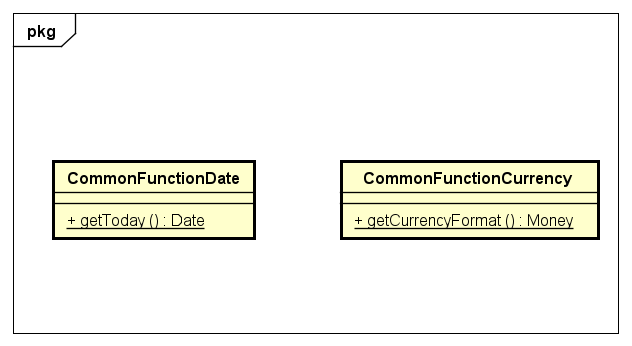 pkg
CommonFunctionDate
+ getToday () : Date
CommonFunctionCurrency
+ getCurrencyFormat () : Money